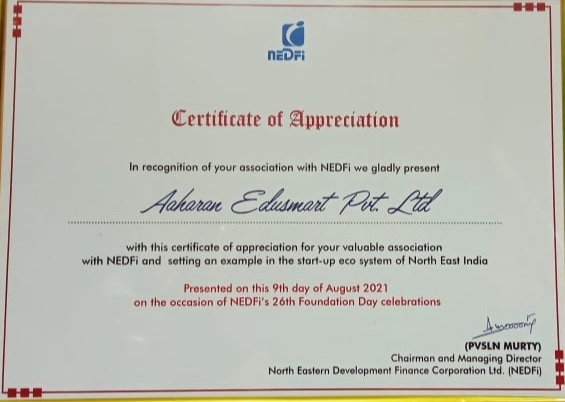 NEDFi
Certificate of Appreciation
In recognition of your association with NEDFi we gladly present
Aaharan Edusmart Pvt. Ltd
with this certificate of appreciation for your valuable association
with NEDFi and setting an example in the start-up eco system of North East India
Presented on this 9th day of August 2021
on the occasion of NEDFi's 26th Foundation Day celebrations
(PVSLN MURTY)
Chairman and Managing Director
North Eastern Development Finance Corporation Ltd. (NEDFi)